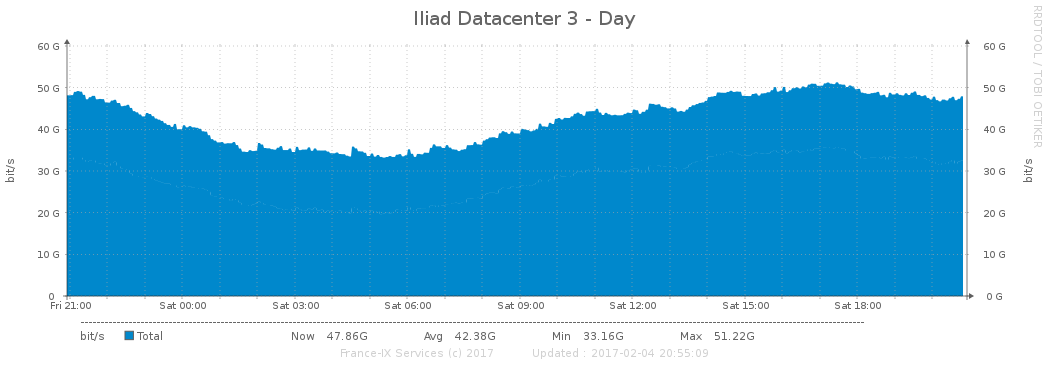 Iliad Datacenter 3 - Day
RRDTOOL / TOBI OETIKER
60 G 60 G
50 G 50 G
40 G 40 G
30 G 30 G
20 G 20 G
10 G 10 G
0 0 G
bit/s bit/s
Fri 21:00 Sat 00:00 Sat 03:00 Sat 06:00 Sat 09:00 Sat 12:00 Sat 15:00 Sat 18:00
bit/s Total Now 47.86G Avg 42.38G Min 33.16G Max 51.22G
France-IX Services (c) 2017 Updated : 2017-02-04 20:55:09